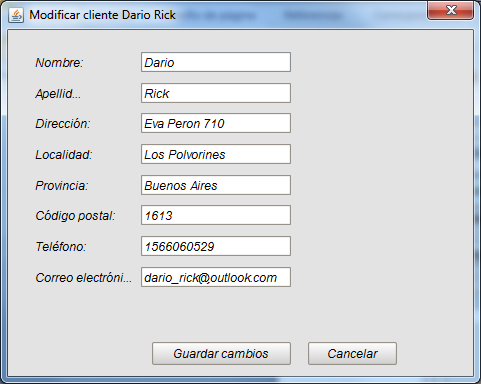 Modificar cliente Dario Rick
Nombre: Dario
Apellid... Rick
Dirección: Eva Peron 710
Localidad: Los Polvorines
Provincia: Buenos Aires
Código postal: 1613
Teléfono: 1566060529
Correo electróni... dario_rick@outlook.com
Guardar cambios Cancelar